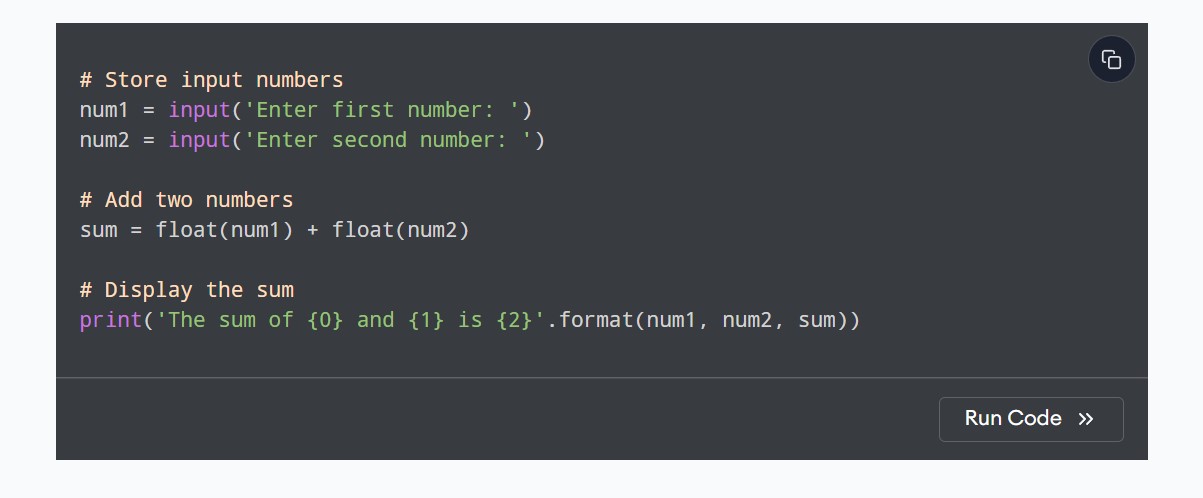 # Store input numbers
num1 = input('Enter first number: ')
num2 = input('Enter second number: ')
# Add two numbers
sum = float(num1) + float(num2)
# Display the sum
print('The sum of {0} and {1} is {2}'.format(num1, num2, sum))
Run Code